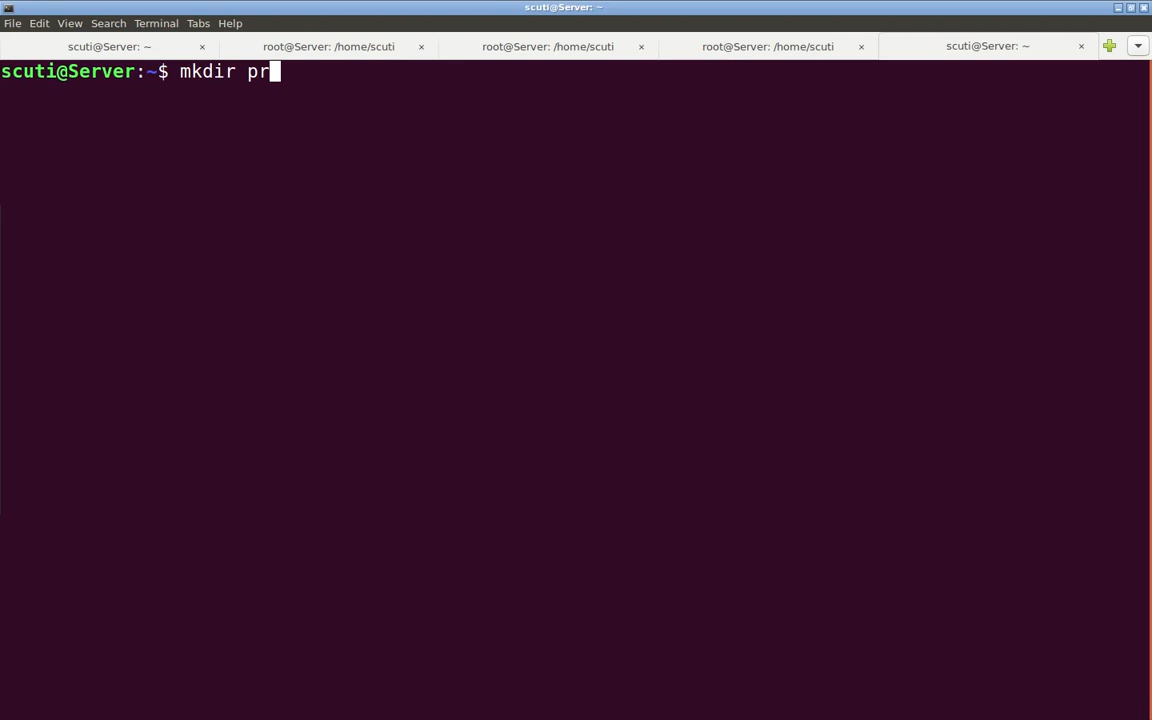 scuti@Server: ~
File Edit View Search Terminal Tabs Help
scuti@Server: ~ × root@Server: /home/scuti × root@Server: /home/scuti × root@Server: /home/scuti × scuti@Server: ~ ×
scuti@Server:~$ mkdir pr